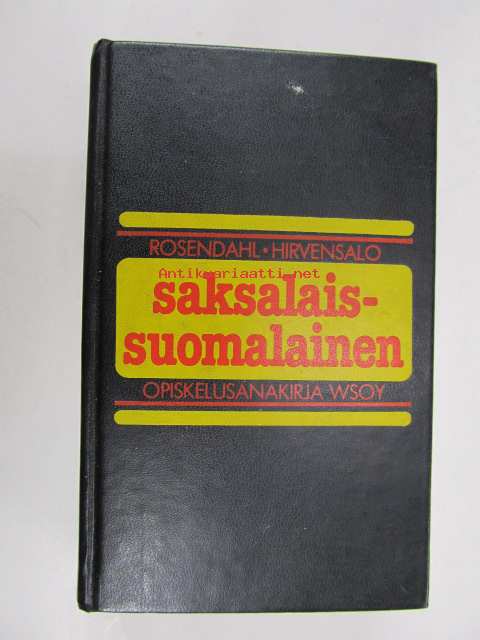 ROSENDAHL • HIRVENSALO
Antikvariaatti.net
saksalais-
suomalainen
OPISKELUSANAKIRJA WSOY